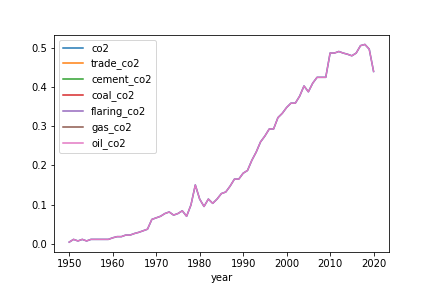 0.5
0.4
0.3
0.2
0.1
0.0
co2
trade_co2
cement_co2
coal_co2
flaring_co2
gas_co2
oil_co2
1950 1960 1970 1980 1990 2000 2010 2020
year